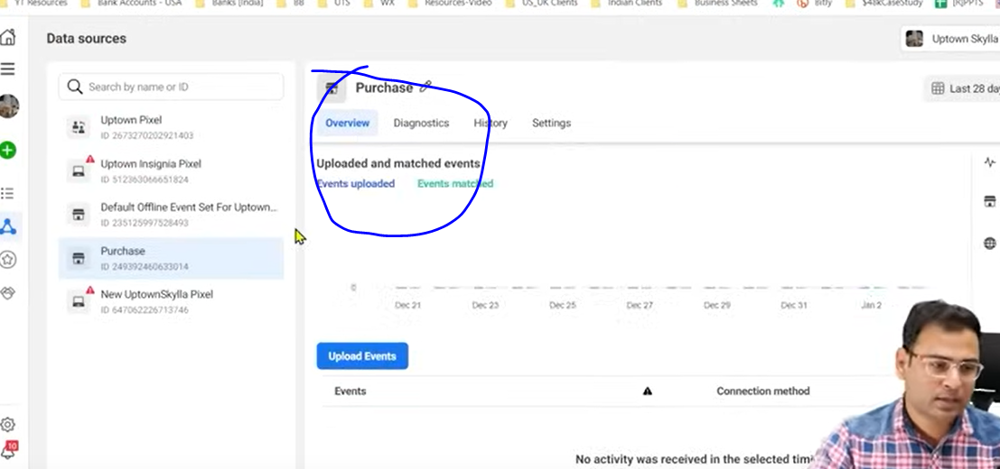 YT Resources Bank Accounts - USA Banks [India] BB UTS WX Resources-Video US_UK Clients Indian Clients Business Sheets Bitly $48kCaseStudy [R]PPTS
Data sources
Uptown Skylla
Search by name or ID
Purchase
Last 28 day
Uptown Pixel
ID 2673270202921403
Overview Diagnostics History Settings
Uptown Insignia Pixel
ID 512363066651824
Uploaded and matched events
Events uploaded Events matched
Default Offline Event Set For Uptown...
ID 235125997528493
Purchase
ID 249392460633014
New UptownSkylla Pixel
ID 647062226713746
0
Dec 21 Dec 23 Dec 25 Dec 27 Dec 29 Dec 31 Jan 2
Upload Events
Events Connection method
10
No activity was received in the selected tim